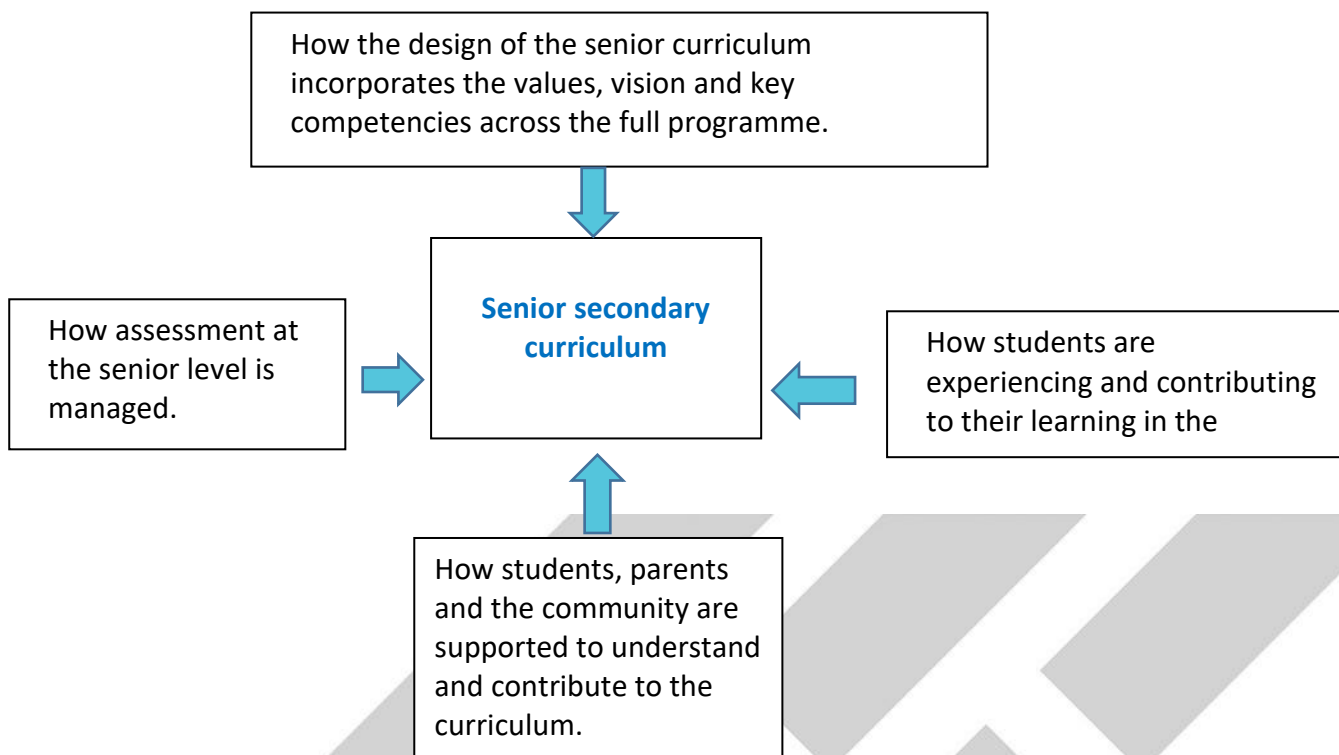 How the design of the senior curriculum
incorporates the values, vision and key
competencies across the full programme.
Senior secondary
curriculum
How assessment at
the senior level is
managed.
How students are
experiencing and contributing
to their learning in the
How students, parents
and the community are
supported to understand
and contribute to the
curriculum.